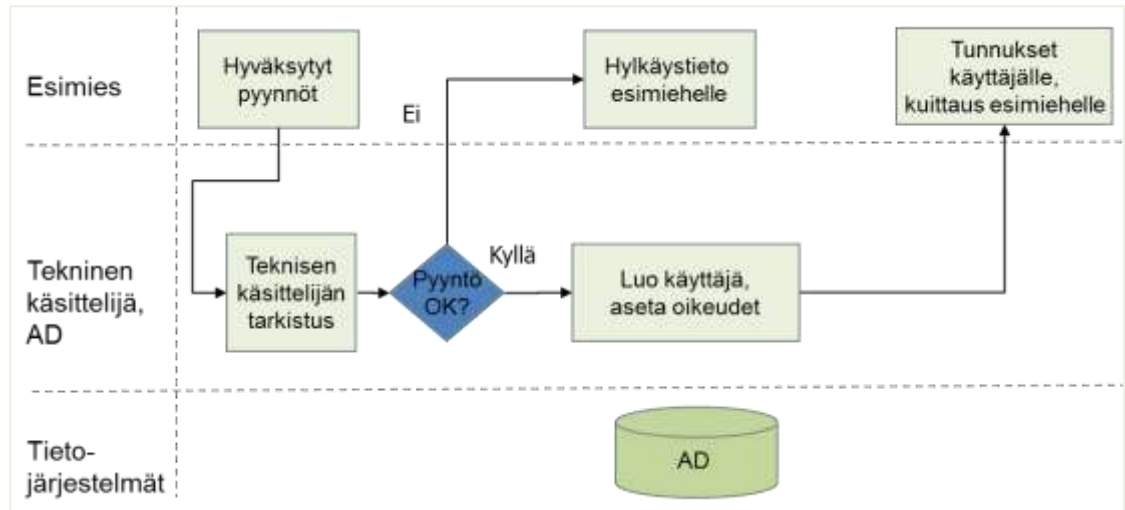 Esimies
Hyväksytyt
pyynnöt
Ei
Hylkäystieto
esimiehelle
Tunnukset
käyttäjälle,
kuittaus esimiehelle
Tekninen
käsittelijä,
AD
Teknisen
käsittelijän
tarkistus
Pyyntö
OK?
Kyllä
Luo käyttäjä,
aseta oikeudet
Tieto-
järjestelmät
AD